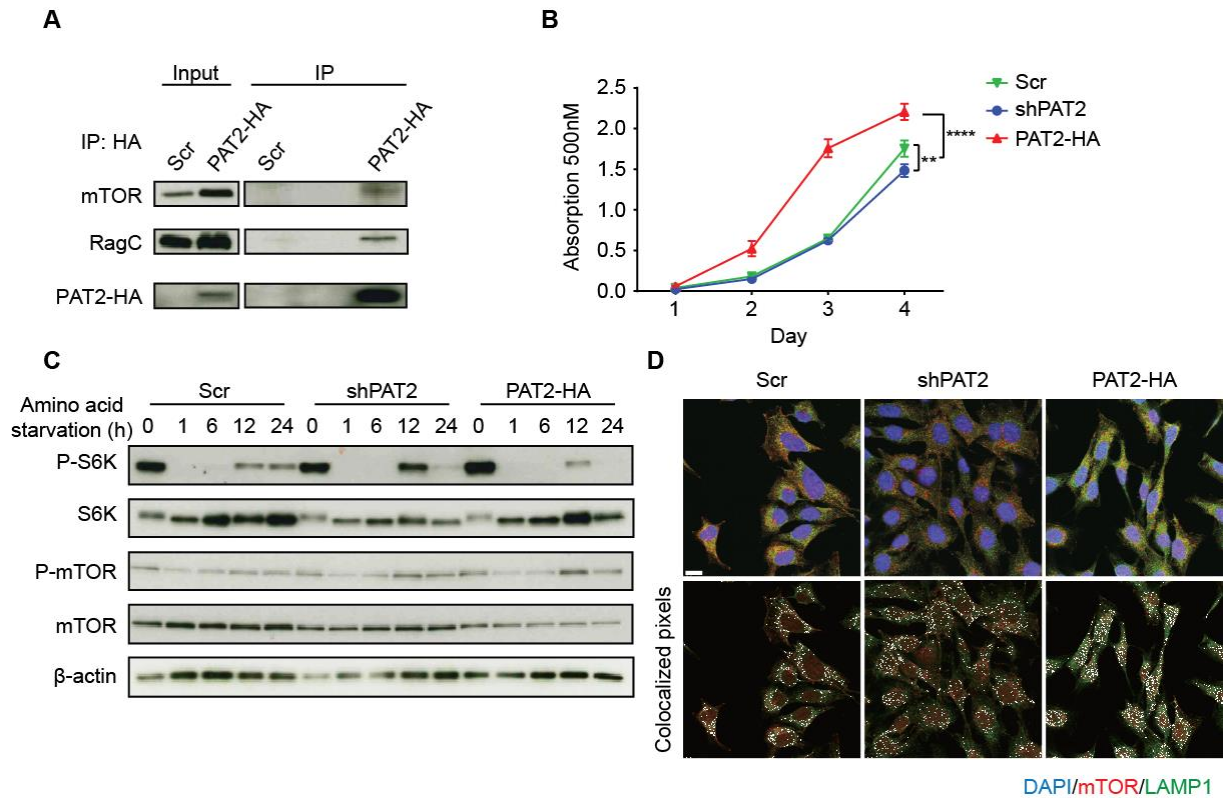 A
Input IP
IP: HA
Scr PAT2-HA Scr PAT2-HA
mTOR
RagC
PAT2-HA
B
Absorption 500nM
2.5
2.0
1.5
1.0
0.5
0.0
1 2 3 4
Day
Scr
shPAT2
PAT2-HA
****
**
C
Scr shPAT2 PAT2-HA
Amino acid
starvation (h) 0 1 6 12 24 0 1 6 12 24 0 1 6 12 24
P-S6K
S6K
P-mTOR
mTOR
β-actin
D
Scr shPAT2 PAT2-HA
Colocalized pixels
DAPI/mTOR/LAMP1